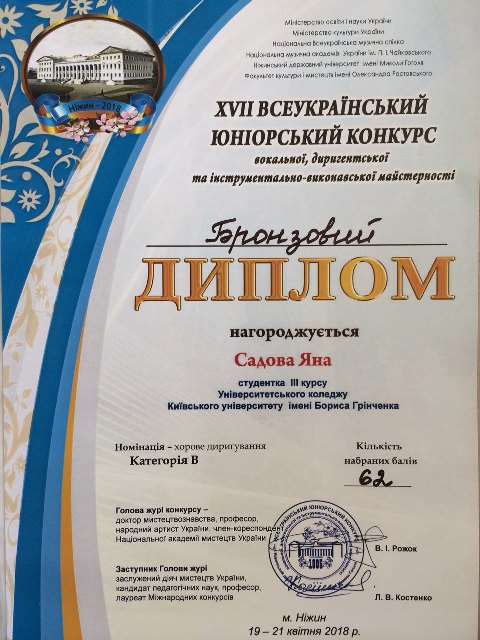 Міністерство освіти і науки України
Міністерство культури України
Національна Всеукраїнська музична спілка
Національна музична академія України ім. П.І.Чайковського
Ніжинський державний університет імені Миколи Гоголя
Факультет культури і мистецтв імені Олександра Ростовського
Ніжин - 2018
XVII ВСЕУКРАЇНСЬКИЙ
ЮНІОРСЬКИЙ КОНКУРС
вокальної, диригентської
та інструментально-виконавської майстерності
Бронзовий
ДИПЛОМ
нагороджується
Садова Яна
студентка III курсу
Університетського коледжу
Київського університету імені Бориса Грінченка
Номінація – хорове диригування
Категорія В
Кількість
набраних балів
62
Голова журі конкурсу –
доктор мистецтвознавства, професор,
народний артист України, член-кореспондент
Національної академії мистецтв України
В. І. Рожок
Заступник Голови журі
заслужений діяч мистецтв України,
кандидат педагогічних наук, професор,
лауреат Міжнародних конкурсів
Л. В. Костенко
1805
м. Ніжин
19 – 21 квітня 2018 р.